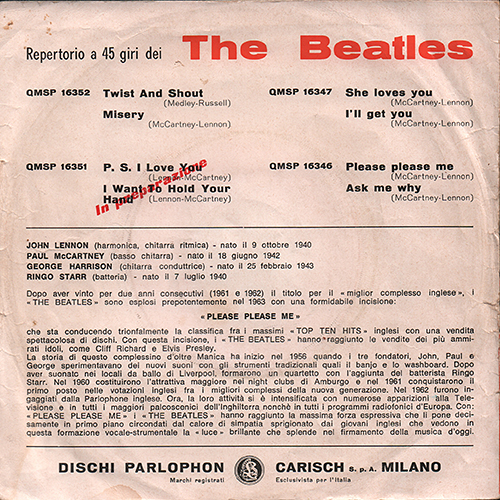 Repertorio a 45 giri dei The Beatles
QMSP 16352 Twist And Shout
(Medley-Russell)
Misery
(McCartney-Lennon)
QMSP 16347 She loves you
(McCartney-Lennon)
I'll get you
(McCartney-Lennon)
QMSP 16351 P. S. I Love You
(Lennon-McCartney)
I Want To Hold Your
Hand (Lennon-McCartney)
In preparazione
QMSP 16346 Please please me
(McCartney-Lennon)
Ask me why
(McCartney-Lennon)
JOHN LENNON (harmonica, chitarra ritmica) - nato il 9 ottobre 1940
PAUL McCARTNEY (basso chitarra) - nato il 18 giugno 1942
GEORGE HARRISON (chitarra conduttrice) - nato il 25 febbraio 1943
RINGO STARR (batteria) - nato il 7 luglio 1940
Dopo aver vinto per due anni consecutivi (1961 e 1962) il titolo per il « miglior complesso inglese », i
« THE BEATLES » sono esplosi prepotentemente nel 1963 con una formidabile incisione:
« PLEASE PLEASE ME »
che sta conducendo trionfalmente la classifica fra i massimi « TOP TEN HITS » inglesi con una vendita
spettacolosa di dischi. Con questa incisione, i « THE BEATLES » hanno raggiunto le vendite dei più ammi-
rati idoli, come Cliff Richard e Elvis Presley.
La storia di questo complessino d'oltre Manica ha inizio nel 1956 quando i tre fondatori, John, Paul e
George sperimentavano dei nuovi suoni con gli strumenti tradizionali quali il banjo e la washboard. Dopo
aver suonato nei locali da ballo di Liverpool, formarono un quartetto con l'aggiunta del batterista Ringo
Starr. Nel 1960 costituirono l'attrattiva maggiore nei night clubs di Amburgo e nel 1961 conquistarono il
primo posto nelle votazioni inglesi fra i migliori complessi della nuova generazione. Nel 1962 furono in-
gaggiati dalla Parlophone inglese. Ora, la loro attività si è intensificata con numerose apparizioni alla Tele-
visione e in tutti i maggiori palcoscenici dell'Inghilterra nonchè in tutti i programmi radiofonici d'Europa. Con:
« PLEASE PLEASE ME » i « THE BEATLES » hanno raggiunto la massima forza espressiva che li pone deci-
samente in primo piano circondati dal calore di simpatia sprigionato dai giovani inglesi che vedono in
questa formazione vocale-strumentale la « luce » brillante che splende nel firmamento della musica d'oggi.
DISCHI PARLOPHON CARISCH S. p A. MILANO
Marchi registrati Esclusivista per l'Italia